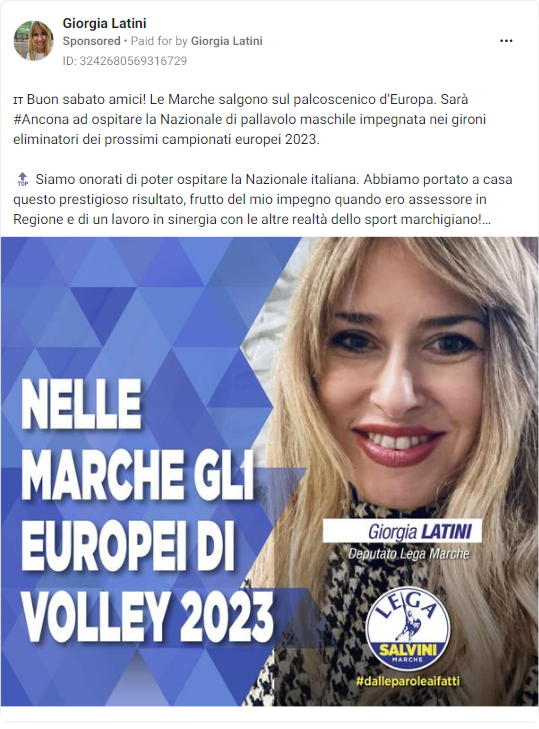 Giorgia Latini
Sponsored • Paid for by Giorgia Latini
ID: 3242680569316729
IT Buon sabato amici! Le Marche salgono sul palcoscenico d'Europa. Sarà
#Ancona ad ospitare la Nazionale di pallavolo maschile impegnata nei gironi
eliminatori dei prossimi campionati europei 2023.
🔝 Siamo onorati di poter ospitare la Nazionale italiana. Abbiamo portato a casa
questo prestigioso risultato, frutto del mio impegno quando ero assessore in
Regione e di un lavoro in sinergia con le altre realtà dello sport marchigiano!...
NELLE
MARCHE GLI
EUROPEI DI
VOLLEY 2023
Giorgia LATINI
Deputato Lega Marche
LEGA
SALVINI
MARCHE
#dalleparoleaifatti